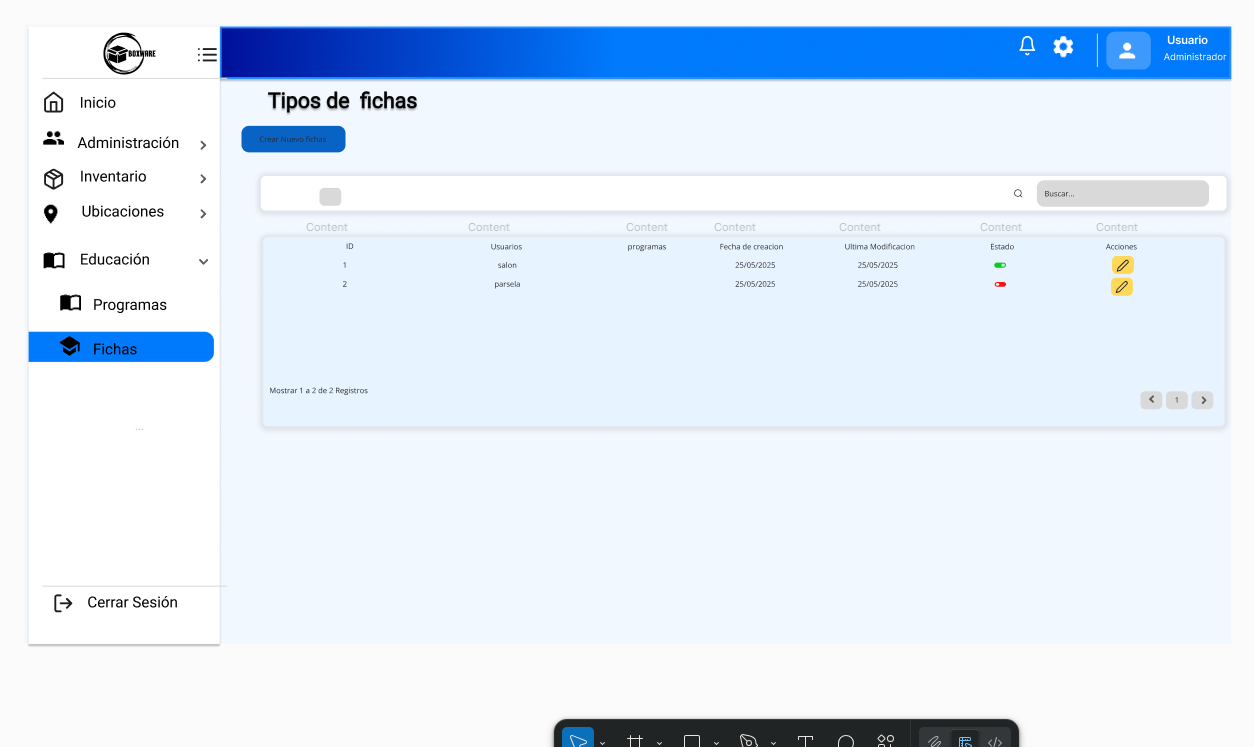 BOXWARE
Usuario
Administrador
Inicio
Administración
Inventario
Ubicaciones
Educación
Programas
Fichas
...
Cerrar Sesión
Tipos de fichas
Crear Nuevo fichas
Buscar...
Content Content Content Content Content Content Content
ID Usuarios programas Fecha de creacion Ultima Modificacion Estado Acciones
1 salon 25/05/2025 25/05/2025
2 parsela 25/05/2025 25/05/2025
Mostrar 1 a 2 de 2 Registros
1